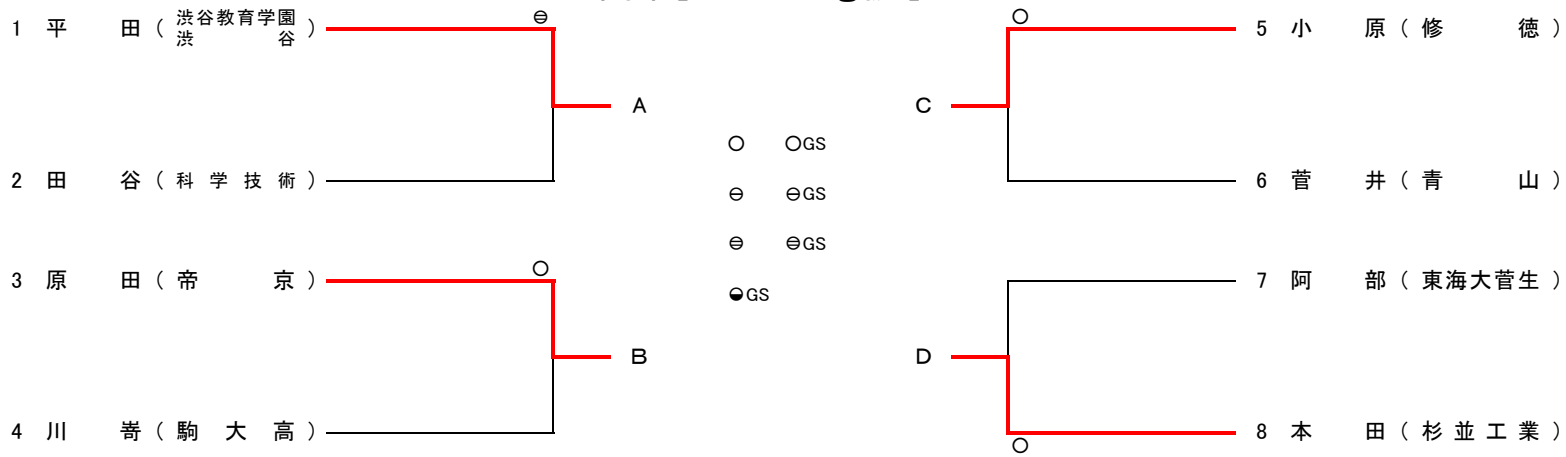 1 平 田 ( 渋谷教育学園 渋 谷 )
A
2 田 谷 ( 科 学 技 術 )
3 原 田 ( 帝 京 )
B
4 川 嵜 ( 駒 大 高 )
○ ○GS
⊖ ⊖GS
⊖ ⊖GS
◒GS
5 小 原 ( 修 徳 )
C
6 菅 井 ( 青 山 )
7 阿 部 ( 東海大菅生 )
D
8 本 田 ( 杉 並 工 業 )